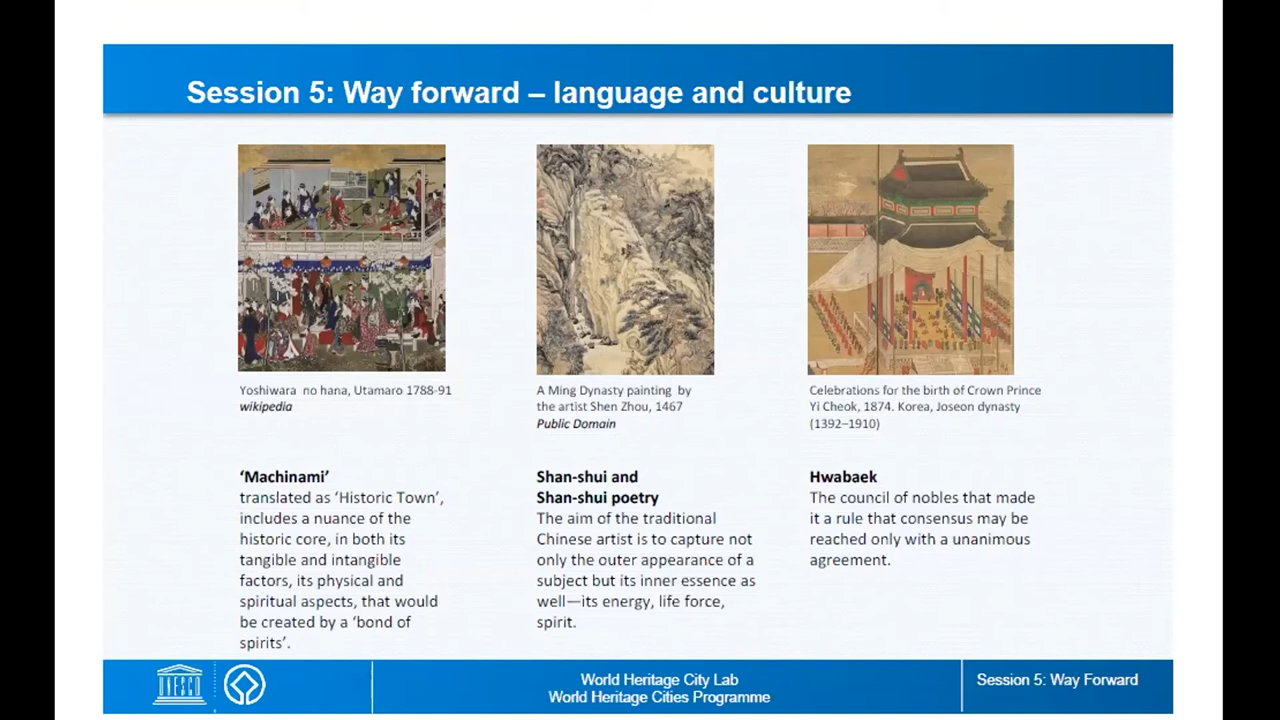 Session 5: Way forward – language and culture
Yoshiwara no hana, Utamaro 1788-91
wikipedia
‘Machinami’
translated as ‘Historic Town’,
includes a nuance of the
historic core, in both its
tangible and intangible
factors, its physical and
spiritual aspects, that would
be created by a ‘bond of
spirits’.
A Ming Dynasty painting by
the artist Shen Zhou, 1467
Public Domain
Shan-shui and
Shan-shui poetry
The aim of the traditional
Chinese artist is to capture not
only the outer appearance of a
subject but its inner essence as
well—its energy, life force,
spirit.
Celebrations for the birth of Crown Prince
Yi Cheok, 1874. Korea, Joseon dynasty
(1392–1910)
Hwabaek
The council of nobles that made
it a rule that consensus may be
reached only with a unanimous
agreement.
UNESCO
World Heritage City Lab
World Heritage Cities Programme
Session 5: Way Forward